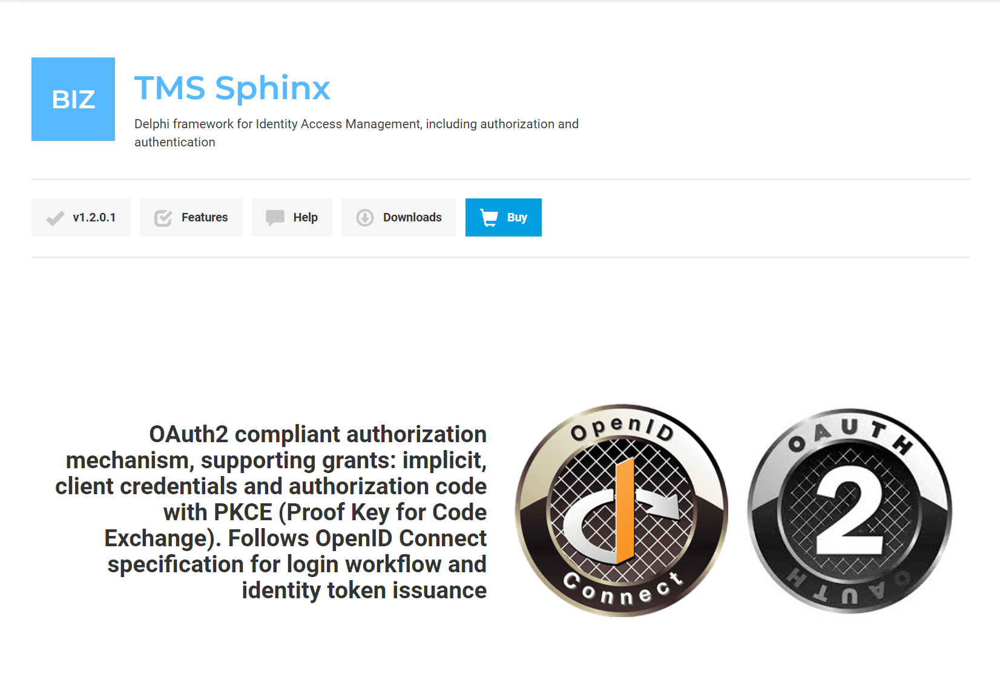 BIZ
TMS Sphinx
Delphi framework for Identity Access Management, including authorization and
authentication
v1.2.0.1
Features
Help
Downloads
Buy
OAuth2 compliant authorization
mechanism, supporting grants: implicit,
client credentials and authorization code
with PKCE (Proof Key for Code
Exchange). Follows OpenID Connect
specification for login workflow and
identity token issuance
OpenID
Connect
OAUTH
2
OAUTH